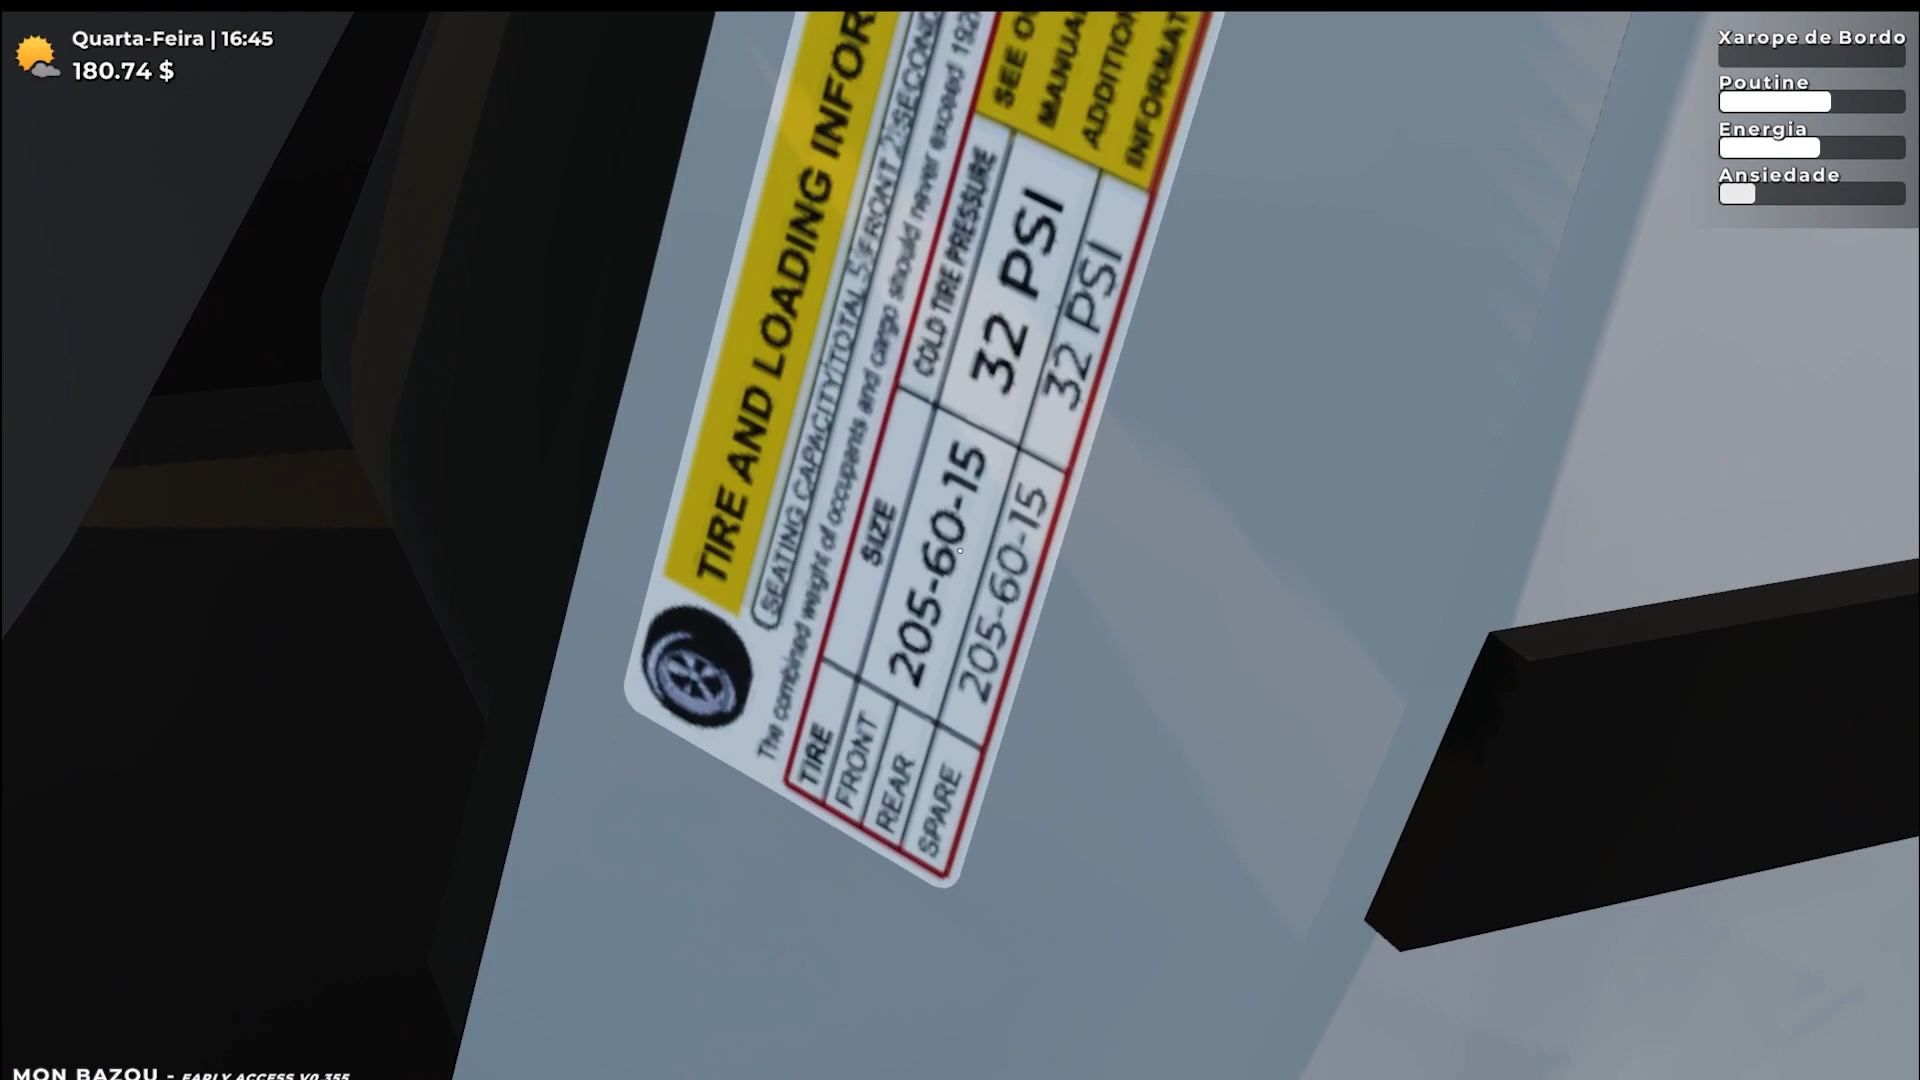 Quarta-Feira | 16:45
180.74 $
Xarope de Bordo
Poutine
Energia
Ansiedade
TIRE AND LOADING INFOR
SEATING CAPACITY TOTAL 5 FRONT 2 SECOND
The combined weight of occupants and cargo should never exceed 192
TIRE SIZE COLD TIRE PRESSURE SEE
FRONT MANUA
REAR 205-60-15 32 PSI ADDITION
SPARE 205-60-15 32 PSI INFORMAT
MON BAZOU - EARLY ACCESS V0.355